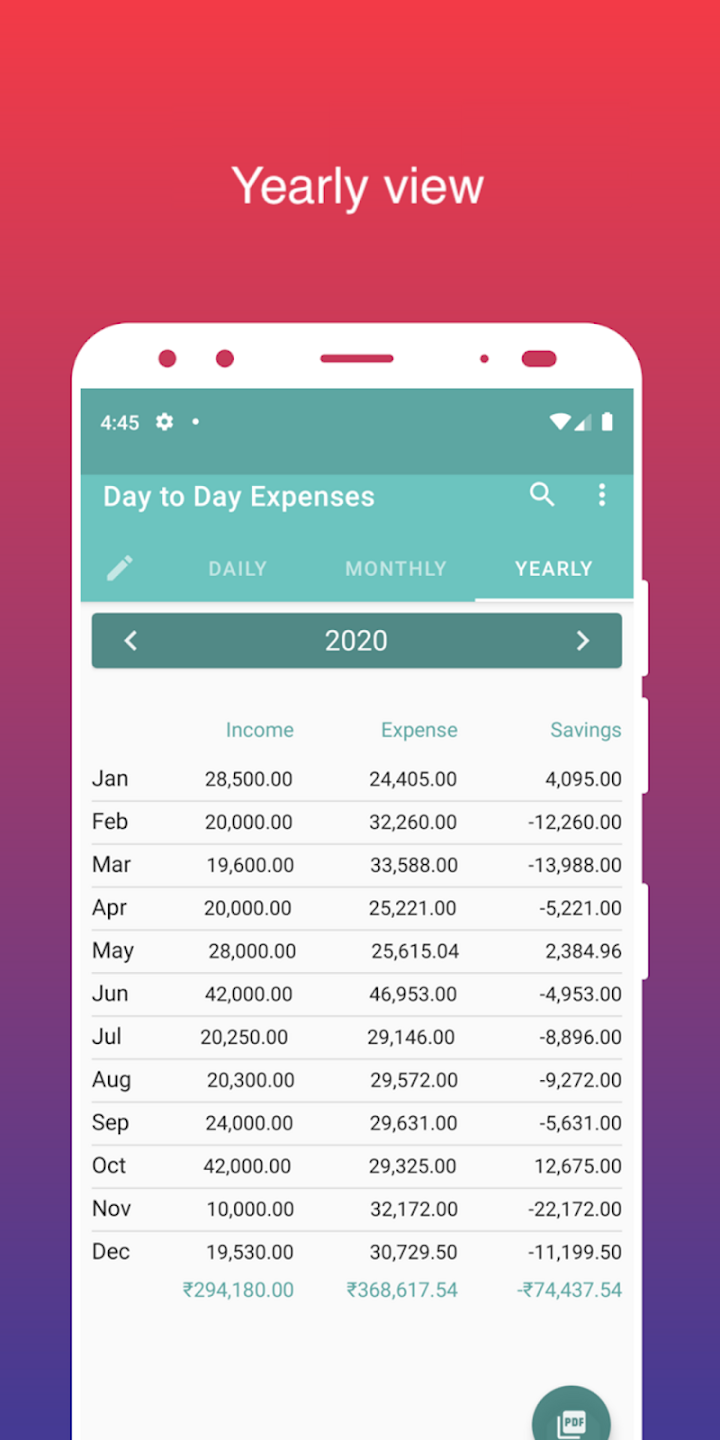 Yearly view
4:45
Day to Day Expenses
DAILY MONTHLY YEARLY
2020
Income Expense Savings
Jan 28,500.00 24,405.00 4,095.00
Feb 20,000.00 32,260.00 -12,260.00
Mar 19,600.00 33,588.00 -13,988.00
Apr 20,000.00 25,221.00 -5,221.00
May 28,000.00 25,615.04 2,384.96
Jun 42,000.00 46,953.00 -4,953.00
Jul 20,250.00 29,146.00 -8,896.00
Aug 20,300.00 29,572.00 -9,272.00
Sep 24,000.00 29,631.00 -5,631.00
Oct 42,000.00 29,325.00 12,675.00
Nov 10,000.00 32,172.00 -22,172.00
Dec 19,530.00 30,729.50 -11,199.50
₹294,180.00 ₹368,617.54 -₹74,437.54
PDF